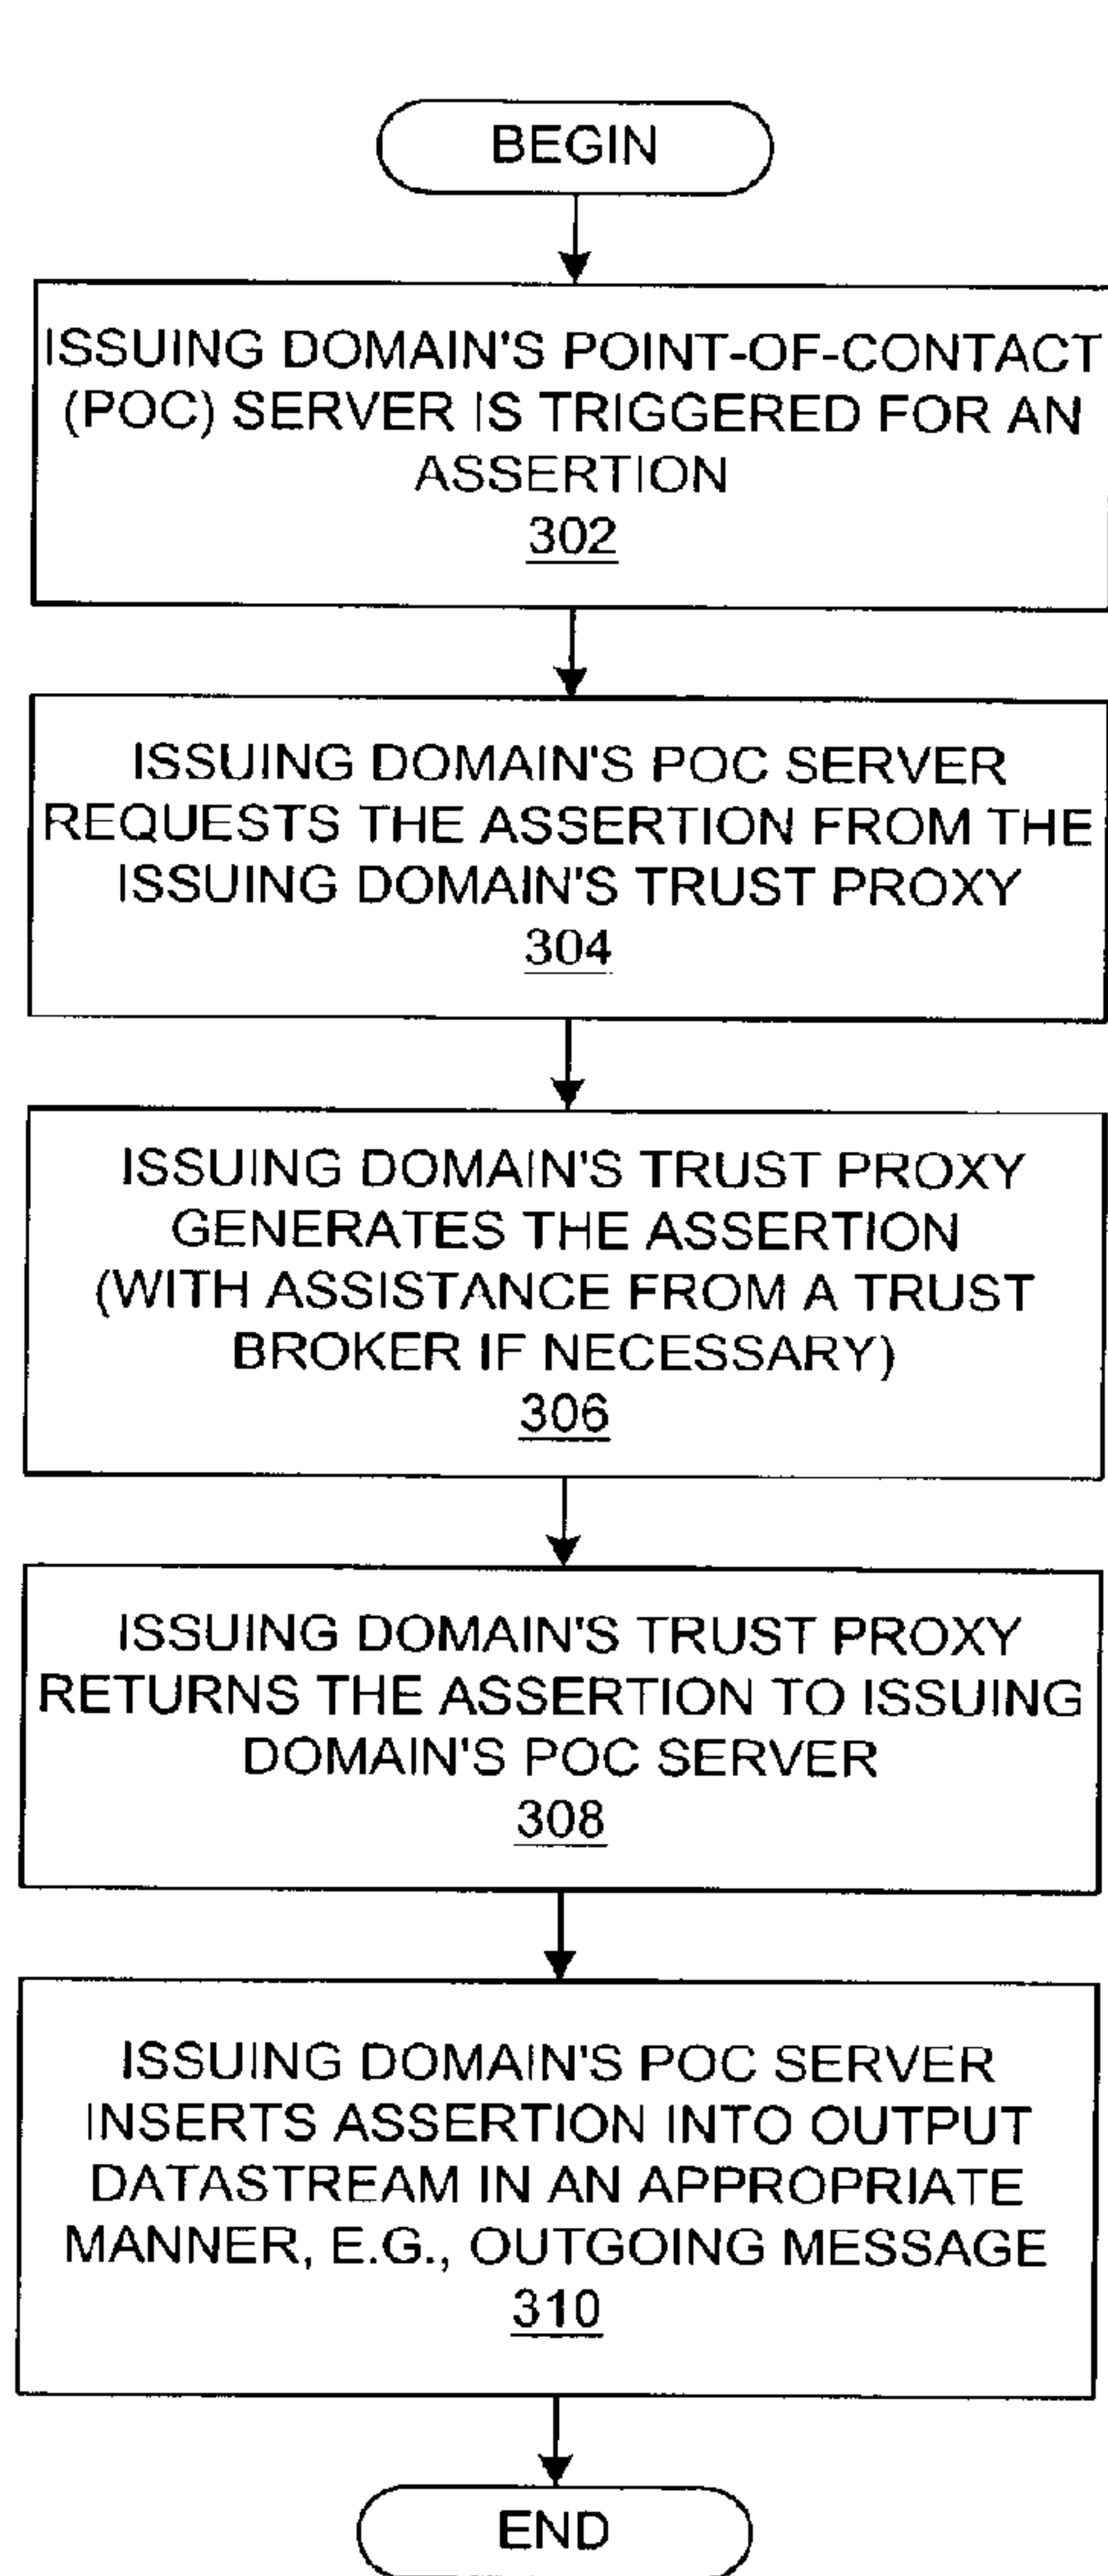 BEGIN
ISSUING DOMAIN'S POINT-OF-CONTACT
(POC) SERVER IS TRIGGERED FOR AN
ASSERTION
302
ISSUING DOMAIN'S POC SERVER
REQUESTS THE ASSERTION FROM THE
ISSUING DOMAIN'S TRUST PROXY
304
ISSUING DOMAIN'S TRUST PROXY
GENERATES THE ASSERTION
(WITH ASSISTANCE FROM A TRUST
BROKER IF NECESSARY)
306
ISSUING DOMAIN'S TRUST PROXY
RETURNS THE ASSERTION TO ISSUING
DOMAIN'S POC SERVER
308
ISSUING DOMAIN'S POC SERVER
INSERTS ASSERTION INTO OUTPUT
DATASTREAM IN AN APPROPRIATE
MANNER, E.G., OUTGOING MESSAGE
310
END